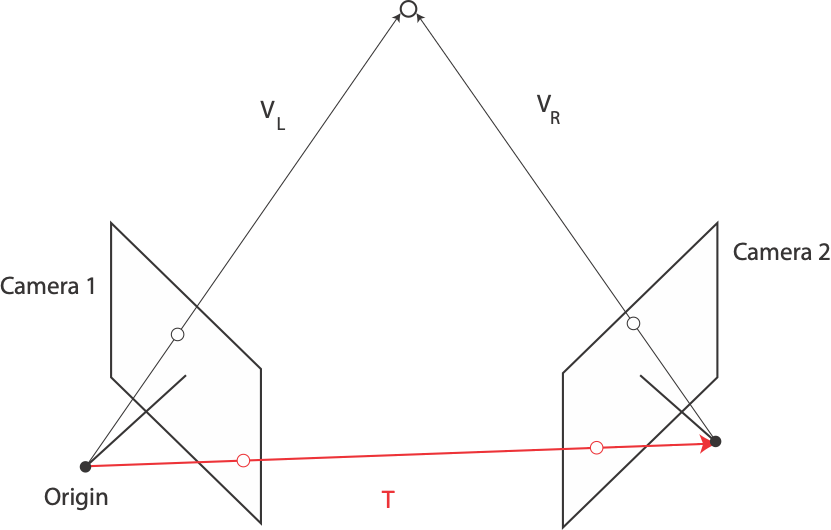 V_L
V_R
Camera 2
Camera 1
Origin
T